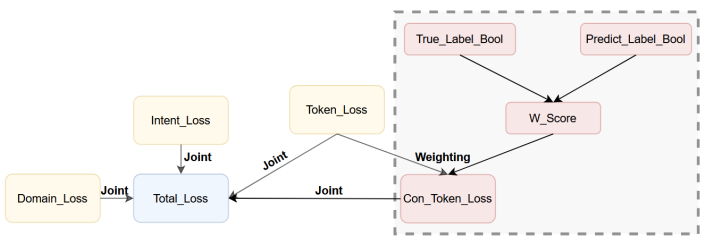 True_Label_Bool
Predict_Label_Bool
Token_Loss
Intent_Loss
W_Score
Joint
Joint
Weighting
Domain_Loss
Joint
Total_Loss
Joint
Con_Token_Loss